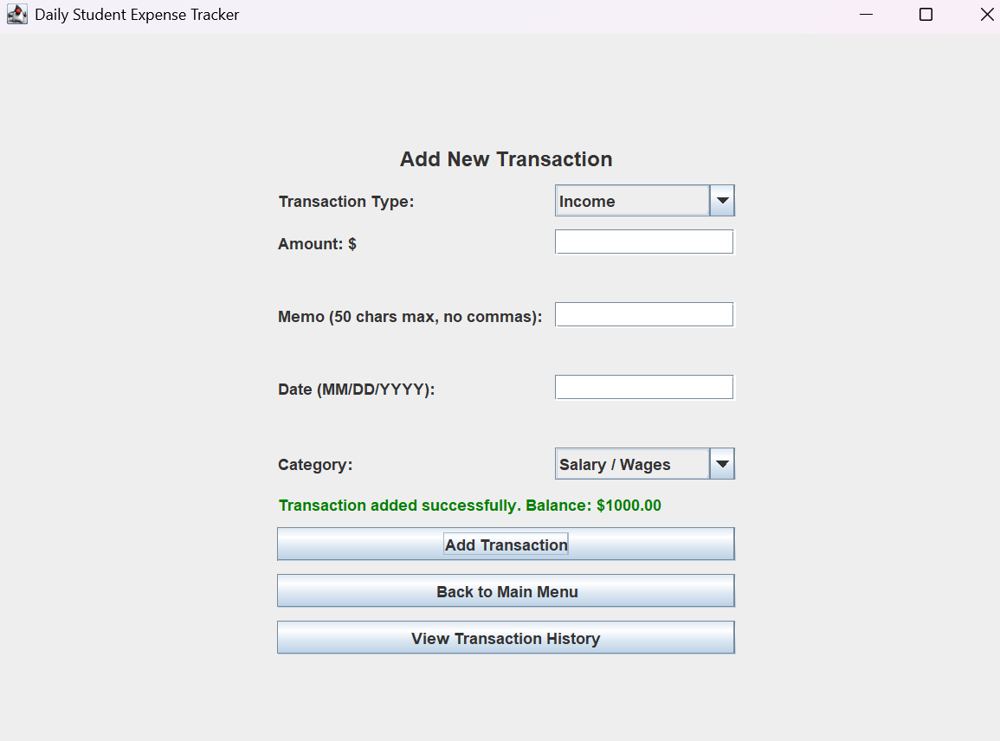 Daily Student Expense Tracker
Add New Transaction
Transaction Type:
Income
Amount: $
Memo (50 chars max, no commas):
Date (MM/DD/YYYY):
Category:
Salary / Wages
Transaction added successfully. Balance: $1000.00
Add Transaction
Back to Main Menu
View Transaction History